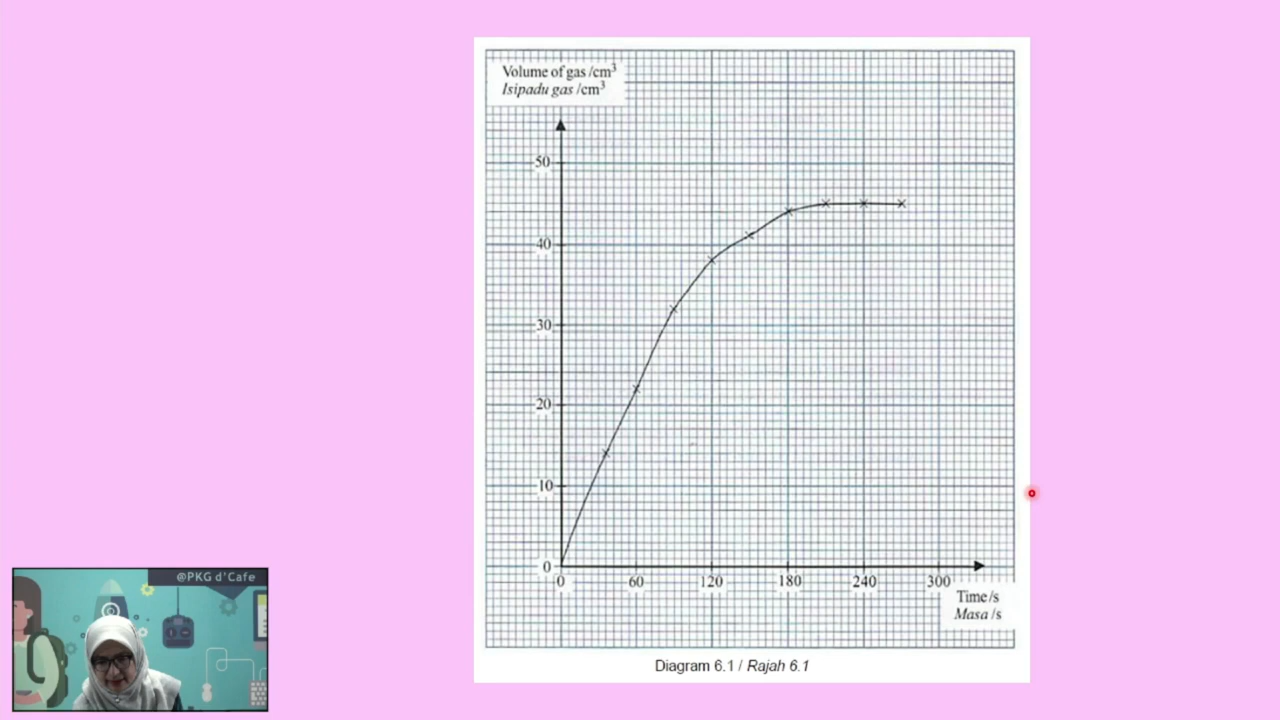 Volume of gas /cm³
Isipadu gas /cm³
50
40
30
20
10
0
0 60 120 180 240 300
Time/s
Masa /s
Diagram 6.1 / Rajah 6.1
@PKG d'Cafe